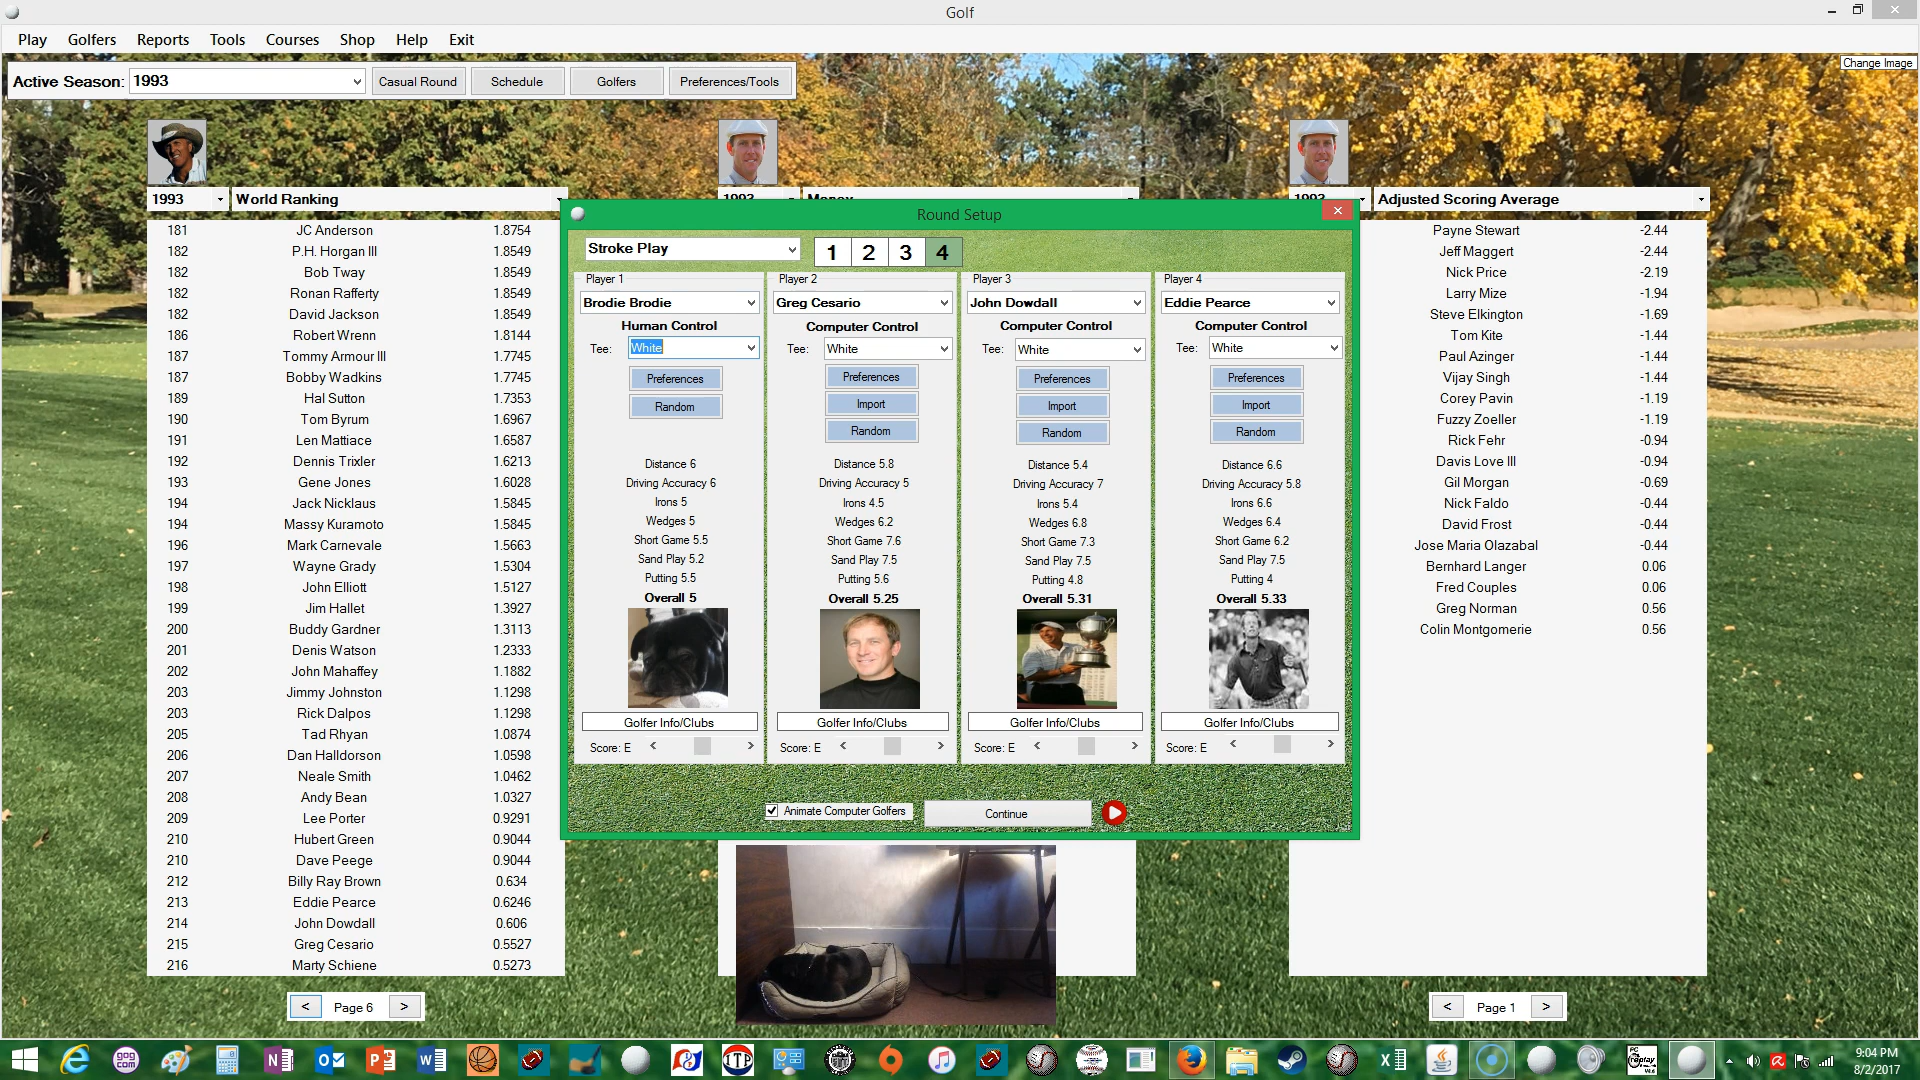 Golf
Play Golfers Reports Tools Courses Shop Help Exit
Change Image
Active Season: 1993 Casual Round Schedule Golfers Preferences/Tools
1993 World Ranking
181 JC Anderson 1.8754
182 P.H. Horgan III 1.8549
182 Bob Tway 1.8549
182 Ronan Rafferty 1.8549
182 David Jackson 1.8549
186 Robert Wrenn 1.8144
187 Tommy Armour III 1.7745
187 Bobby Wadkins 1.7745
189 Hal Sutton 1.7353
190 Tom Byrum 1.6967
191 Len Mattiace 1.6587
192 Dennis Trixler 1.6213
193 Gene Jones 1.6028
194 Jack Nicklaus 1.5845
194 Massy Kuramoto 1.5845
196 Mark Carnevale 1.5663
197 Wayne Grady 1.5304
198 John Elliott 1.5127
199 Jim Hallet 1.3927
200 Buddy Gardner 1.3113
201 Denis Watson 1.2333
202 John Mahaffey 1.1882
203 Jimmy Johnston 1.1298
203 Rick Dalpos 1.1298
205 Tad Rhyan 1.0874
206 Dan Halldorson 1.0598
207 Neale Smith 1.0462
208 Andy Bean 1.0327
209 Lee Porter 0.9291
210 Hubert Green 0.9044
210 Dave Peege 0.9044
212 Billy Ray Brown 0.634
213 Eddie Pearce 0.6246
214 John Dowdall 0.606
215 Greg Cesario 0.5527
216 Marty Schiene 0.5273
< Page 6 >
1993 Money
Round Setup
Stroke Play 1 2 3 4
Player 1
Brodie Brodie
Human Control
Tee: White
Preferences
Random
Distance 6
Driving Accuracy 6
Irons 5
Wedges 5
Short Game 5.5
Sand Play 5.2
Putting 5.5
Overall 5
Golfer Info/Clubs
Score: E < >
Player 2
Greg Cesario
Computer Control
Tee: White
Preferences
Import
Random
Distance 5.8
Driving Accuracy 5
Irons 4.5
Wedges 6.2
Short Game 7.6
Sand Play 7.5
Putting 5.6
Overall 5.25
Golfer Info/Clubs
Score: E < >
Player 3
John Dowdall
Computer Control
Tee: White
Preferences
Import
Random
Distance 5.4
Driving Accuracy 7
Irons 5.4
Wedges 6.8
Short Game 7.3
Sand Play 7.5
Putting 4.8
Overall 5.31
Golfer Info/Clubs
Score: E < >
Player 4
Eddie Pearce
Computer Control
Tee: White
Preferences
Import
Random
Distance 6.6
Driving Accuracy 5.8
Irons 6.6
Wedges 6.4
Short Game 6.2
Sand Play 7.5
Putting 4
Overall 5.33
Golfer Info/Clubs
Score: E < >
Animate Computer Golfers Continue
1993 Adjusted Scoring Average
Payne Stewart -2.44
Jeff Maggert -2.44
Nick Price -2.19
Larry Mize -1.94
Steve Elkington -1.69
Tom Kite -1.44
Paul Azinger -1.44
Vijay Singh -1.44
Corey Pavin -1.19
Fuzzy Zoeller -1.19
Rick Fehr -0.94
Davis Love III -0.94
Gil Morgan -0.69
Nick Faldo -0.44
David Frost -0.44
Jose Maria Olazabal -0.44
Bernhard Langer 0.06
Fred Couples 0.06
Greg Norman 0.56
Colin Montgomerie 0.56
< Page 1 >
gog
com
ITP
9:04 PM
8/2/2017